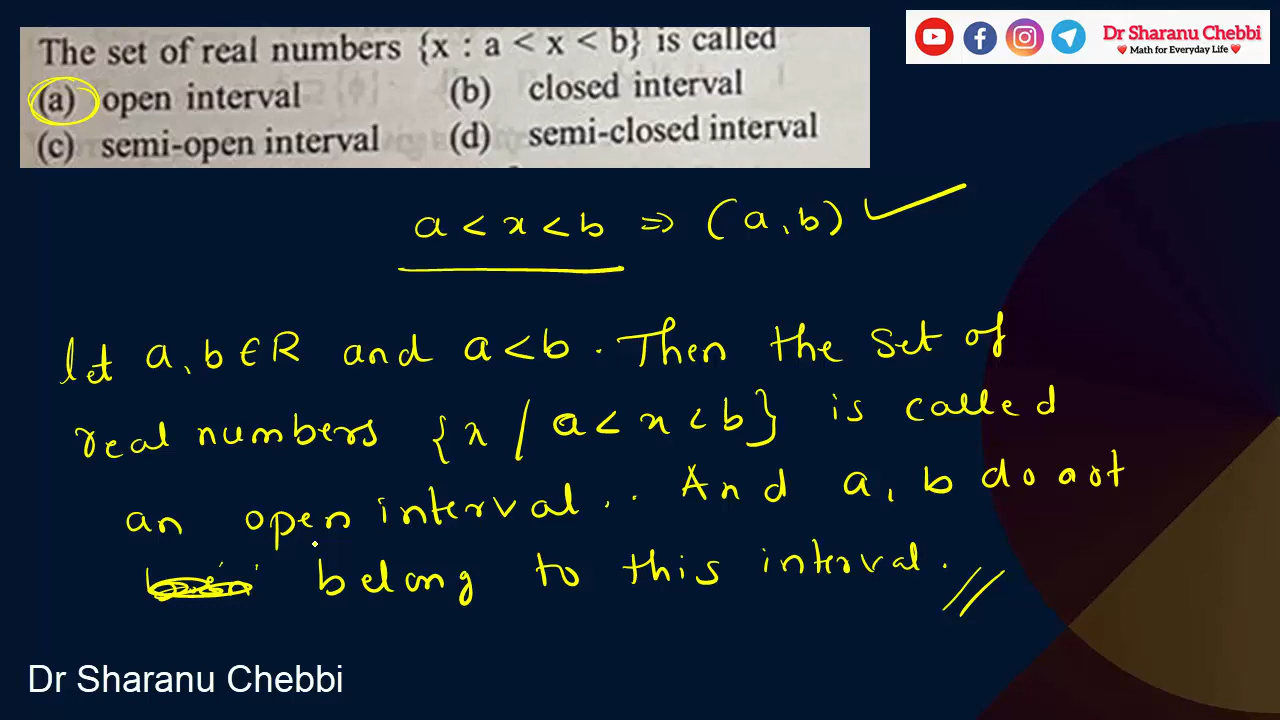 The set of real numbers {x : a < x < b} is called
(a) open interval (b) closed interval
(c) semi-open interval (d) semi-closed interval
Dr Sharanu Chebbi
Math for Everyday Life
a < x < b ⇒ (a, b)
let a, b ∈ R and a < b. Then the set of
real numbers {x / a < x < b} is called
an open interval.. And a, b do not
belong to this interval.
Dr Sharanu Chebbi